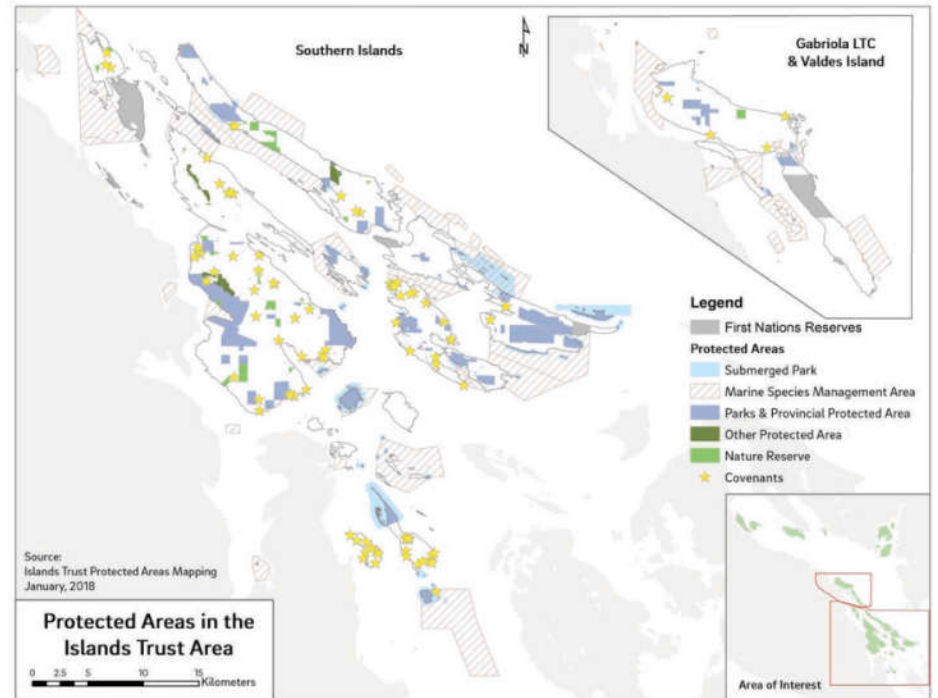 Southern Islands
N
Gabriola LTC
& Valdes Island
Legend
First Nations Reserves
Protected Areas
Submerged Park
Marine Species Management Area
Parks & Provincial Protected Area
Other Protected Area
Nature Reserve
Covenants
Source:
Islands Trust Protected Areas Mapping
January, 2018
Protected Areas in the
Islands Trust Area
0 2.5 5 10 15
Kilometers
Area of Interest